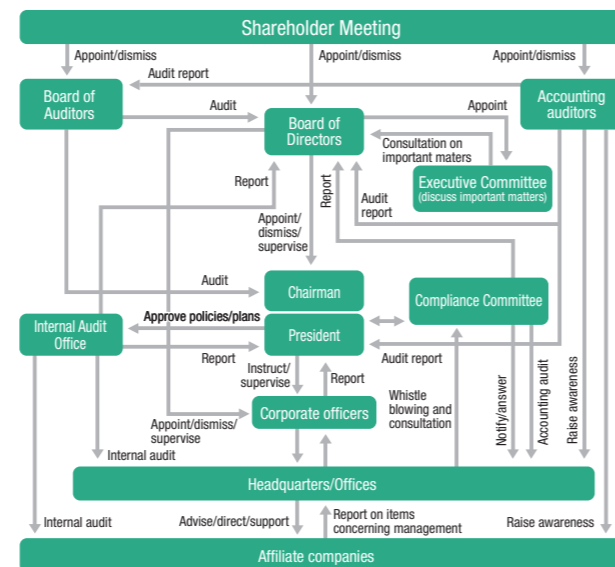 Shareholder Meeting
Appoint/dismiss
Appoint/dismiss
Appoint/dismiss
Audit report
Board of
Auditors
Audit
Board of
Directors
Appoint
Accounting
auditors
Consultation on
important maters
Executive Committee
(discuss important matters)
Report
Report
Audit
report
Appoint/
dismiss/
supervise
Audit
Chairman
Compliance Committee
Internal Audit
Office
Approve policies/plans
President
Report
Audit report
Instruct/
supervise
Report
Whistle
blowing and
consultation
Notify/answer
Accounting audit
Raise awareness
Corporate officers
Appoint/dismiss/
supervise
Internal audit
Headquarters/Offices
Internal audit
Advise/direct/support
Report on items
concerning management
Raise awareness
Affiliate companies